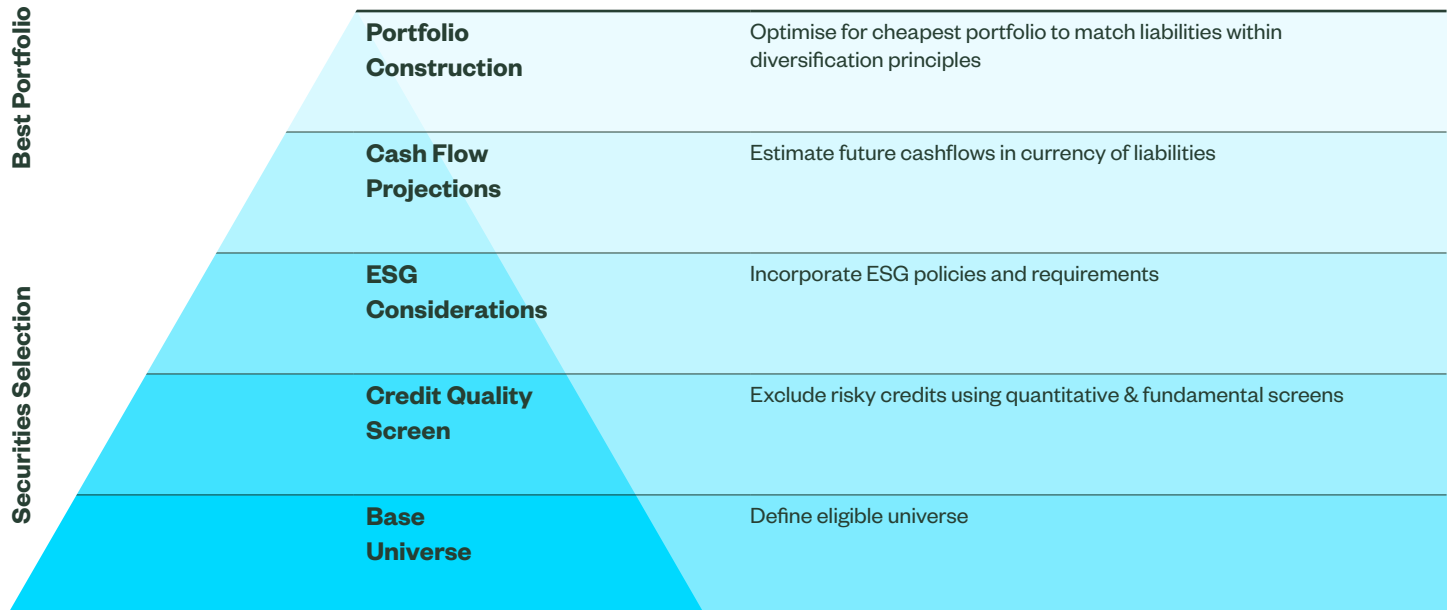 Best Portfolio
Portfolio
Construction
Optimise for cheapest portfolio to match liabilities within
diversification principles
Cash Flow
Projections
Estimate future cashflows in currency of liabilities
Securities Selection
ESG
Considerations
Incorporate ESG policies and requirements
Credit Quality
Screen
Exclude risky credits using quantitative & fundamental screens
Base
Universe
Define eligible universe